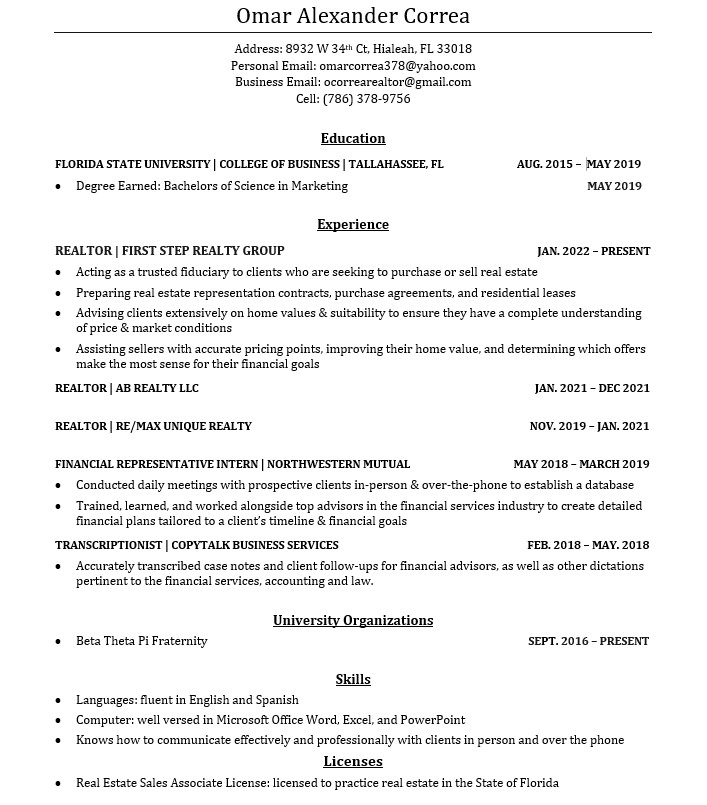 Omar Alexander Correa
Address: 8932 W 34th Ct, Hialeah, FL 33018
Personal Email: omarcorrea378@yahoo.com
Business Email: ocorrearealtor@gmail.com
Cell: (786) 378-9756
Education
FLORIDA STATE UNIVERSITY | COLLEGE OF BUSINESS | TALLAHASSEE, FL AUG. 2015 – MAY 2019
• Degree Earned: Bachelors of Science in Marketing MAY 2019
Experience
REALTOR | FIRST STEP REALTY GROUP JAN. 2022 – PRESENT
• Acting as a trusted fiduciary to clients who are seeking to purchase or sell real estate
• Preparing real estate representation contracts, purchase agreements, and residential leases
• Advising clients extensively on home values & suitability to ensure they have a complete understanding
of price & market conditions
• Assisting sellers with accurate pricing points, improving their home value, and determining which offers
make the most sense for their financial goals
REALTOR | AB REALTY LLC JAN. 2021 – DEC 2021
REALTOR | RE/MAX UNIQUE REALTY NOV. 2019 – JAN. 2021
FINANCIAL REPRESENTATIVE INTERN | NORTHWESTERN MUTUAL MAY 2018 – MARCH 2019
• Conducted daily meetings with prospective clients in-person & over-the-phone to establish a database
• Trained, learned, and worked alongside top advisors in the financial services industry to create detailed
financial plans tailored to a client's timeline & financial goals
TRANSCRIPTIONIST | COPYTALK BUSINESS SERVICES FEB. 2018 – MAY. 2018
• Accurately transcribed case notes and client follow-ups for financial advisors, as well as other dictations
pertinent to the financial services, accounting and law.
University Organizations
• Beta Theta Pi Fraternity SEPT. 2016 – PRESENT
Skills
• Languages: fluent in English and Spanish
• Computer: well versed in Microsoft Office Word, Excel, and PowerPoint
• Knows how to communicate effectively and professionally with clients in person and over the phone
Licenses
• Real Estate Sales Associate License: licensed to practice real estate in the State of Florida